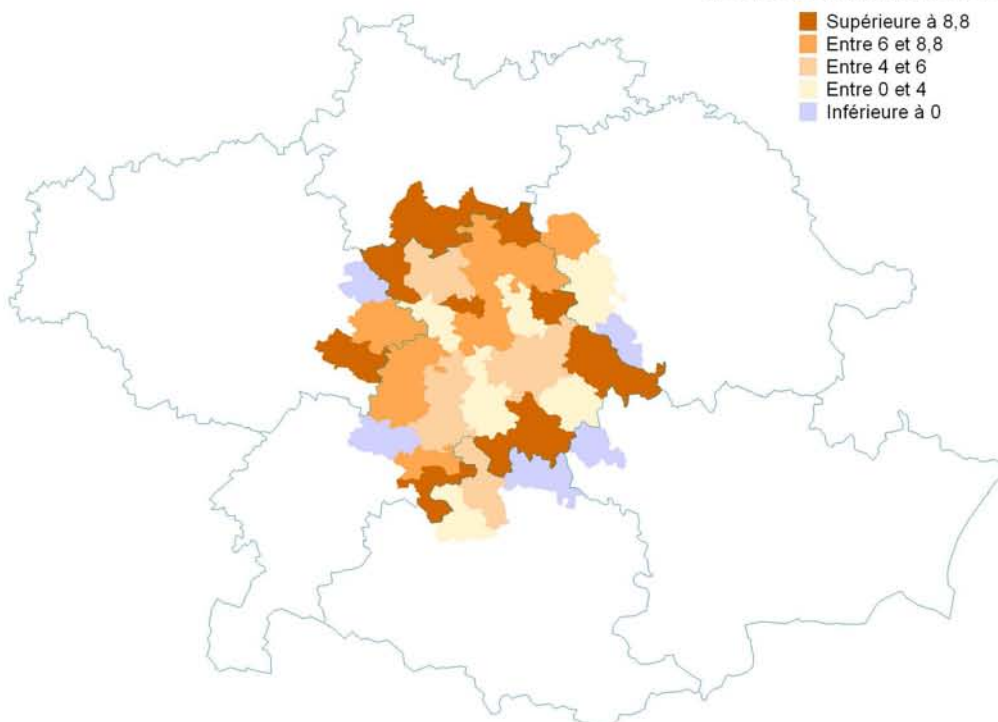 Supérieure à 8,8
Entre 6 et 8,8
Entre 4 et 6
Entre 0 et 4
Inférieure à 0